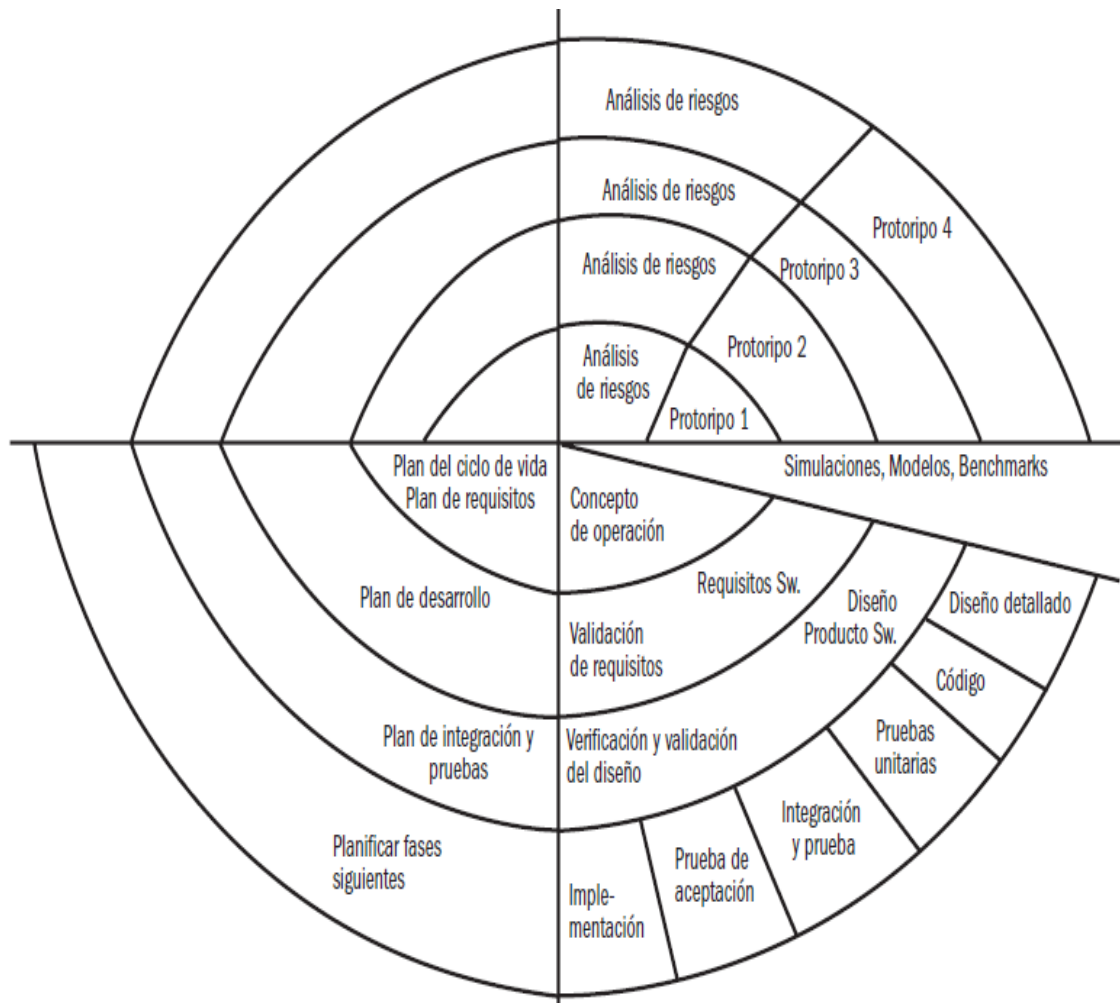 Análisis de riesgos
Análisis de riesgos
Análisis de riesgos
Análisis
de riesgos
Protoripo 4
Protoripo 3
Protoripo 2
Protoripo 1
Plan del ciclo de vida
Plan de requisitos
Simulaciones, Modelos, Benchmarks
Concepto
de operación
Plan de desarrollo
Requisitos Sw.
Validación
de requisitos
Diseño
Producto Sw.
Diseño detallado
Código
Pruebas
unitarias
Plan de integración y
pruebas
Verificación y validación
del diseño
Integración
y prueba
Prueba de
aceptación
Imple-
mentación
Planificar fases
siguientes